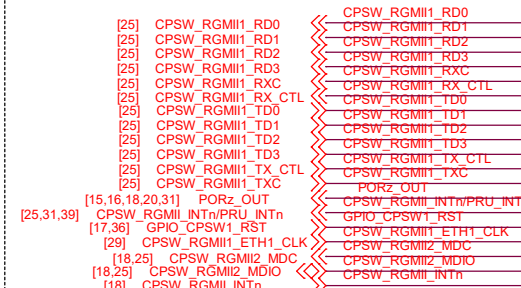 CPSW_RGMII1_RD0
[25] CPSW_RGMII1_RD0 CPSW_RGMII1_RD1
[25] CPSW_RGMII1_RD1 CPSW_RGMII1_RD2
[25] CPSW_RGMII1_RD2 CPSW_RGMII1_RD3
[25] CPSW_RGMII1_RD3 CPSW_RGMII1_RXC
[25] CPSW_RGMII1_RXC CPSW_RGMII1_RX_CTL
[25] CPSW_RGMII1_RX_CTL CPSW_RGMII1_TD0
[25] CPSW_RGMII1_TD0 CPSW_RGMII1_TD1
[25] CPSW_RGMII1_TD1 CPSW_RGMII1_TD2
[25] CPSW_RGMII1_TD2 CPSW_RGMII1_TD3
[25] CPSW_RGMII1_TD3 CPSW_RGMII1_TX_CTL
[25] CPSW_RGMII1_TX_CTL CPSW_RGMII1_TXC
[25] CPSW_RGMII1_TXC PORz_OUT
[15,16,18,20,31] PORz_OUT CPSW_RGMII_INTn/PRU_INT
[25,31,39] CPSW_RGMII_INTn/PRU_INTn GPIO_CPSW1_RST
[17,36] GPIO_CPSW1_RST CPSW_RGMII1_ETH1_CLK
[29] CPSW_RGMII1_ETH1_CLK CPSW_RGMII2_MDC
[18,25] CPSW_RGMII2_MDC CPSW_RGMII2_MDIO
[18,25] CPSW_RGMII2_MDIO CPSW_RGMII_INTn
[18] CPSW_RGMII_INTn